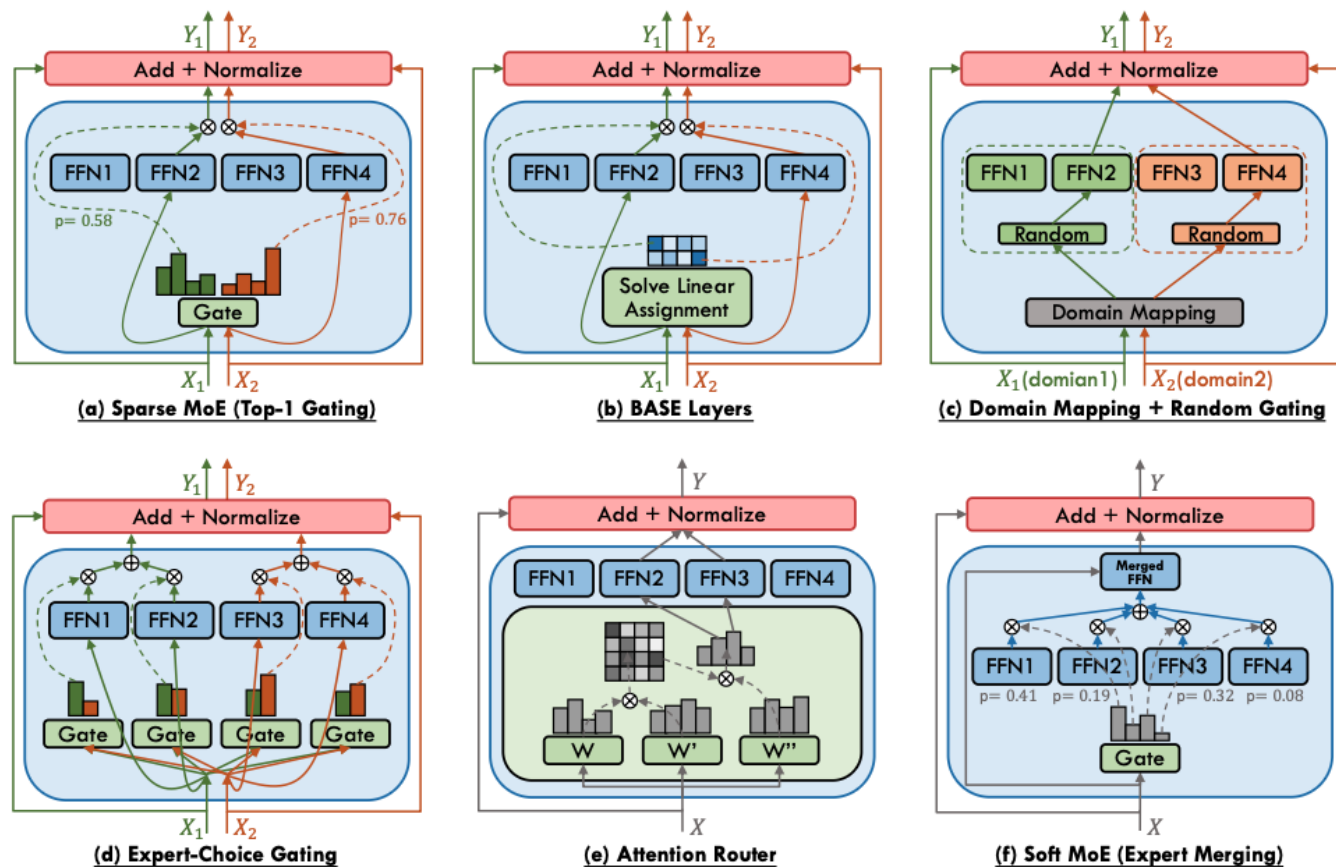 Y₁ Y₂
Add + Normalize
FFN1 FFN2 FFN3 FFN4
p= 0.58 p= 0.76
Gate
X₁ X₂
(a) Sparse MoE (Top-1 Gating)
Y₁ Y₂
Add + Normalize
FFN1 FFN2 FFN3 FFN4
Solve Linear
Assignment
X₁ X₂
(b) BASE Layers
Y₁ Y₂
Add + Normalize
FFN1 FFN2 FFN3 FFN4
Random Random
Domain Mapping
X₁(domian1) X₂(domain2)
(c) Domain Mapping + Random Gating
Y₁ Y₂
Add + Normalize
FFN1 FFN2 FFN3 FFN4
Gate Gate Gate Gate
X₁ X₂
(d) Expert-Choice Gating
Y
Add + Normalize
FFN1 FFN2 FFN3 FFN4
W W' W''
X
(e) Attention Router
Y
Add + Normalize
Merged
FFN
FFN1 FFN2 FFN3 FFN4
p= 0.41 p= 0.19 p= 0.32 p= 0.08
Gate
X
(f) Soft MoE (Expert Merging)